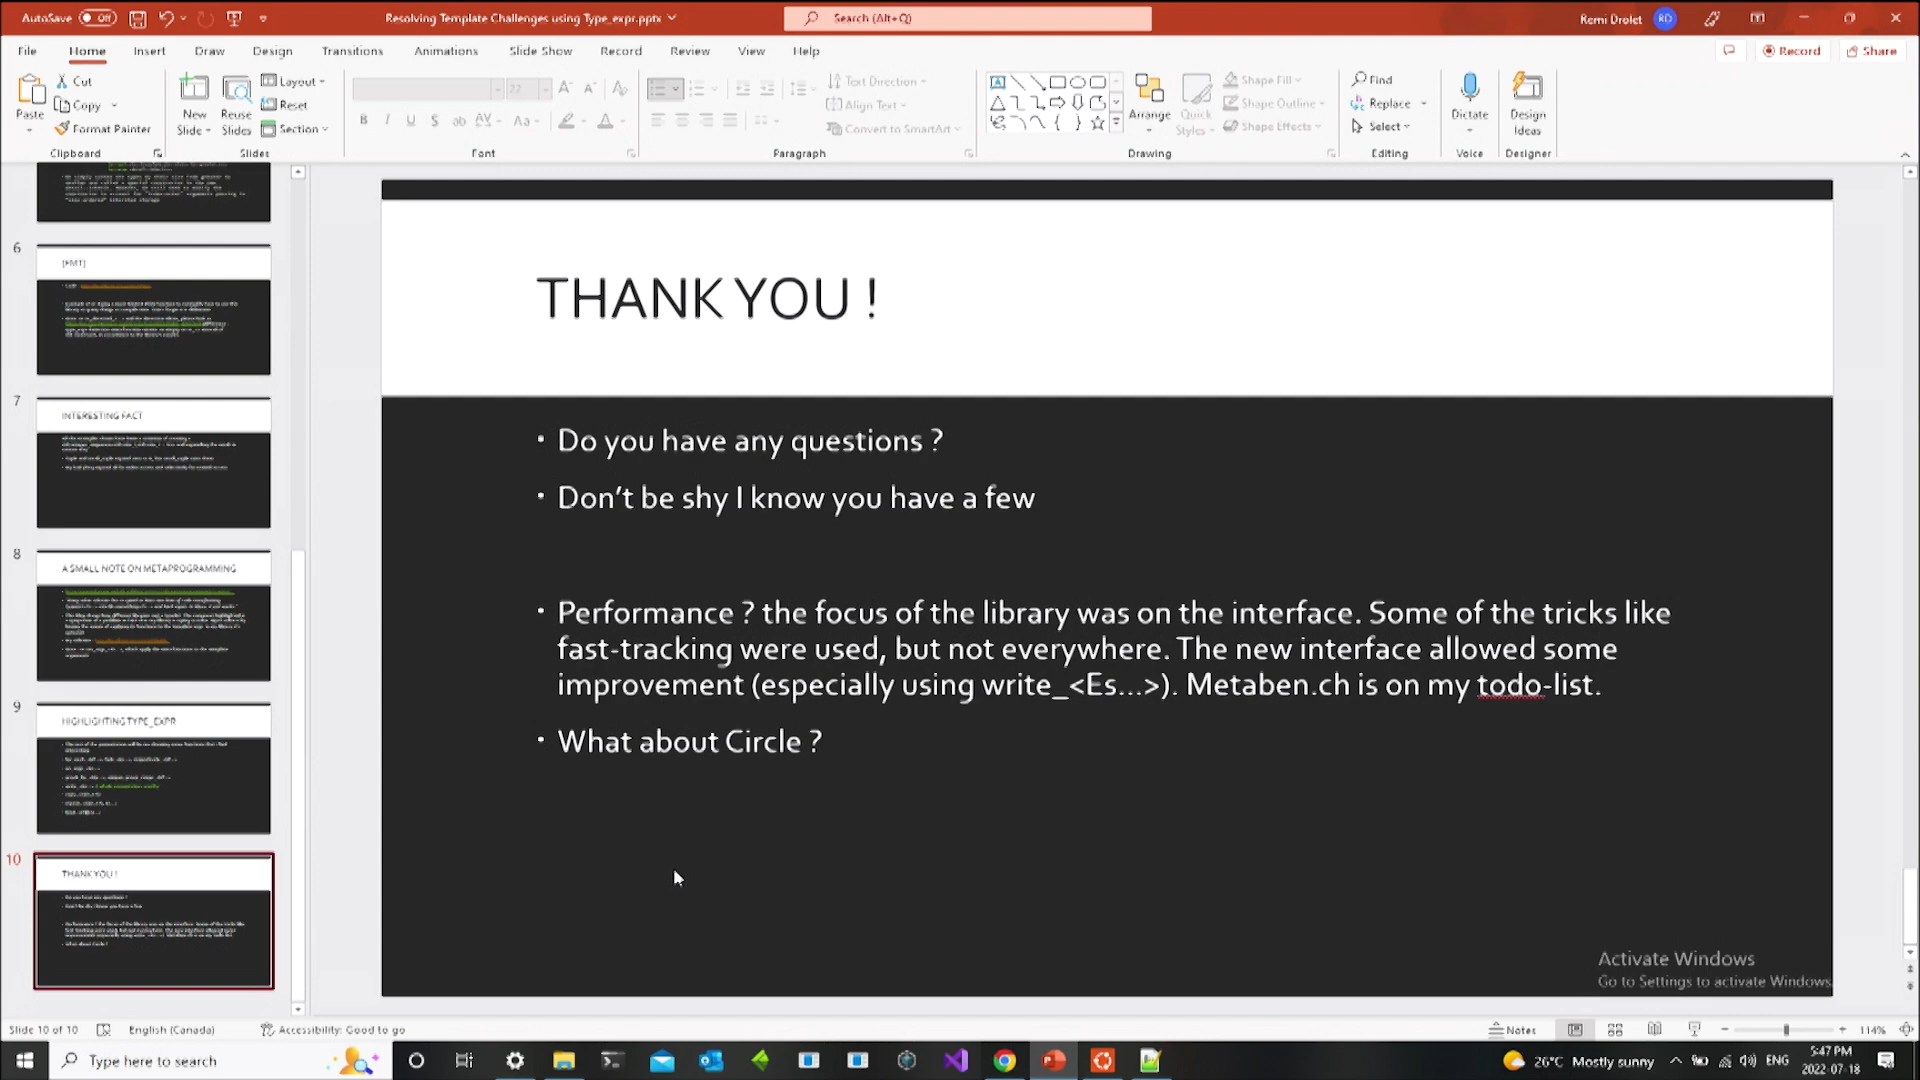 AutoSave Off
Resolving Template Challenges using Type_expr.pptx
Search (Alt+Q)
Remi Drolet RD
File Home Insert Draw Design Transitions Animations Slide Show Record Review View Help
Record Share
Paste
Cut
Copy
Format Painter
Clipboard
New Slide
Reuse Slides
Layout
Reset
Section
Slides
22
Font
Text Direction
Align Text
Convert to SmartArt
Paragraph
Arrange
Quick Styles
Shape Fill
Shape Outline
Shape Effects
Drawing
Find
Replace
Select
Editing
Dictate
Voice
Design Ideas
Designer
6
[FMT]
7
INTERESTING FACT
8
A SMALL NOTE ON METAPROGRAMMING
9
HIGHLIGHTING TYPE_EXPR
10
THANK YOU !
THANK YOU !
• Do you have any questions ?
• Don't be shy I know you have a few
• Performance ? the focus of the library was on the interface. Some of the tricks like
fast-tracking were used, but not everywhere. The new interface allowed some
improvement (especially using write_<Es...>). Metaben.ch is on my todo-list.
• What about Circle ?
Activate Windows
Go to Settings to activate Windows.
Slide 10 of 10 English (Canada) Accessibility: Good to go
Notes
114%
Type here to search
26°C Mostly sunny
ENG
5:47 PM
2022-07-18